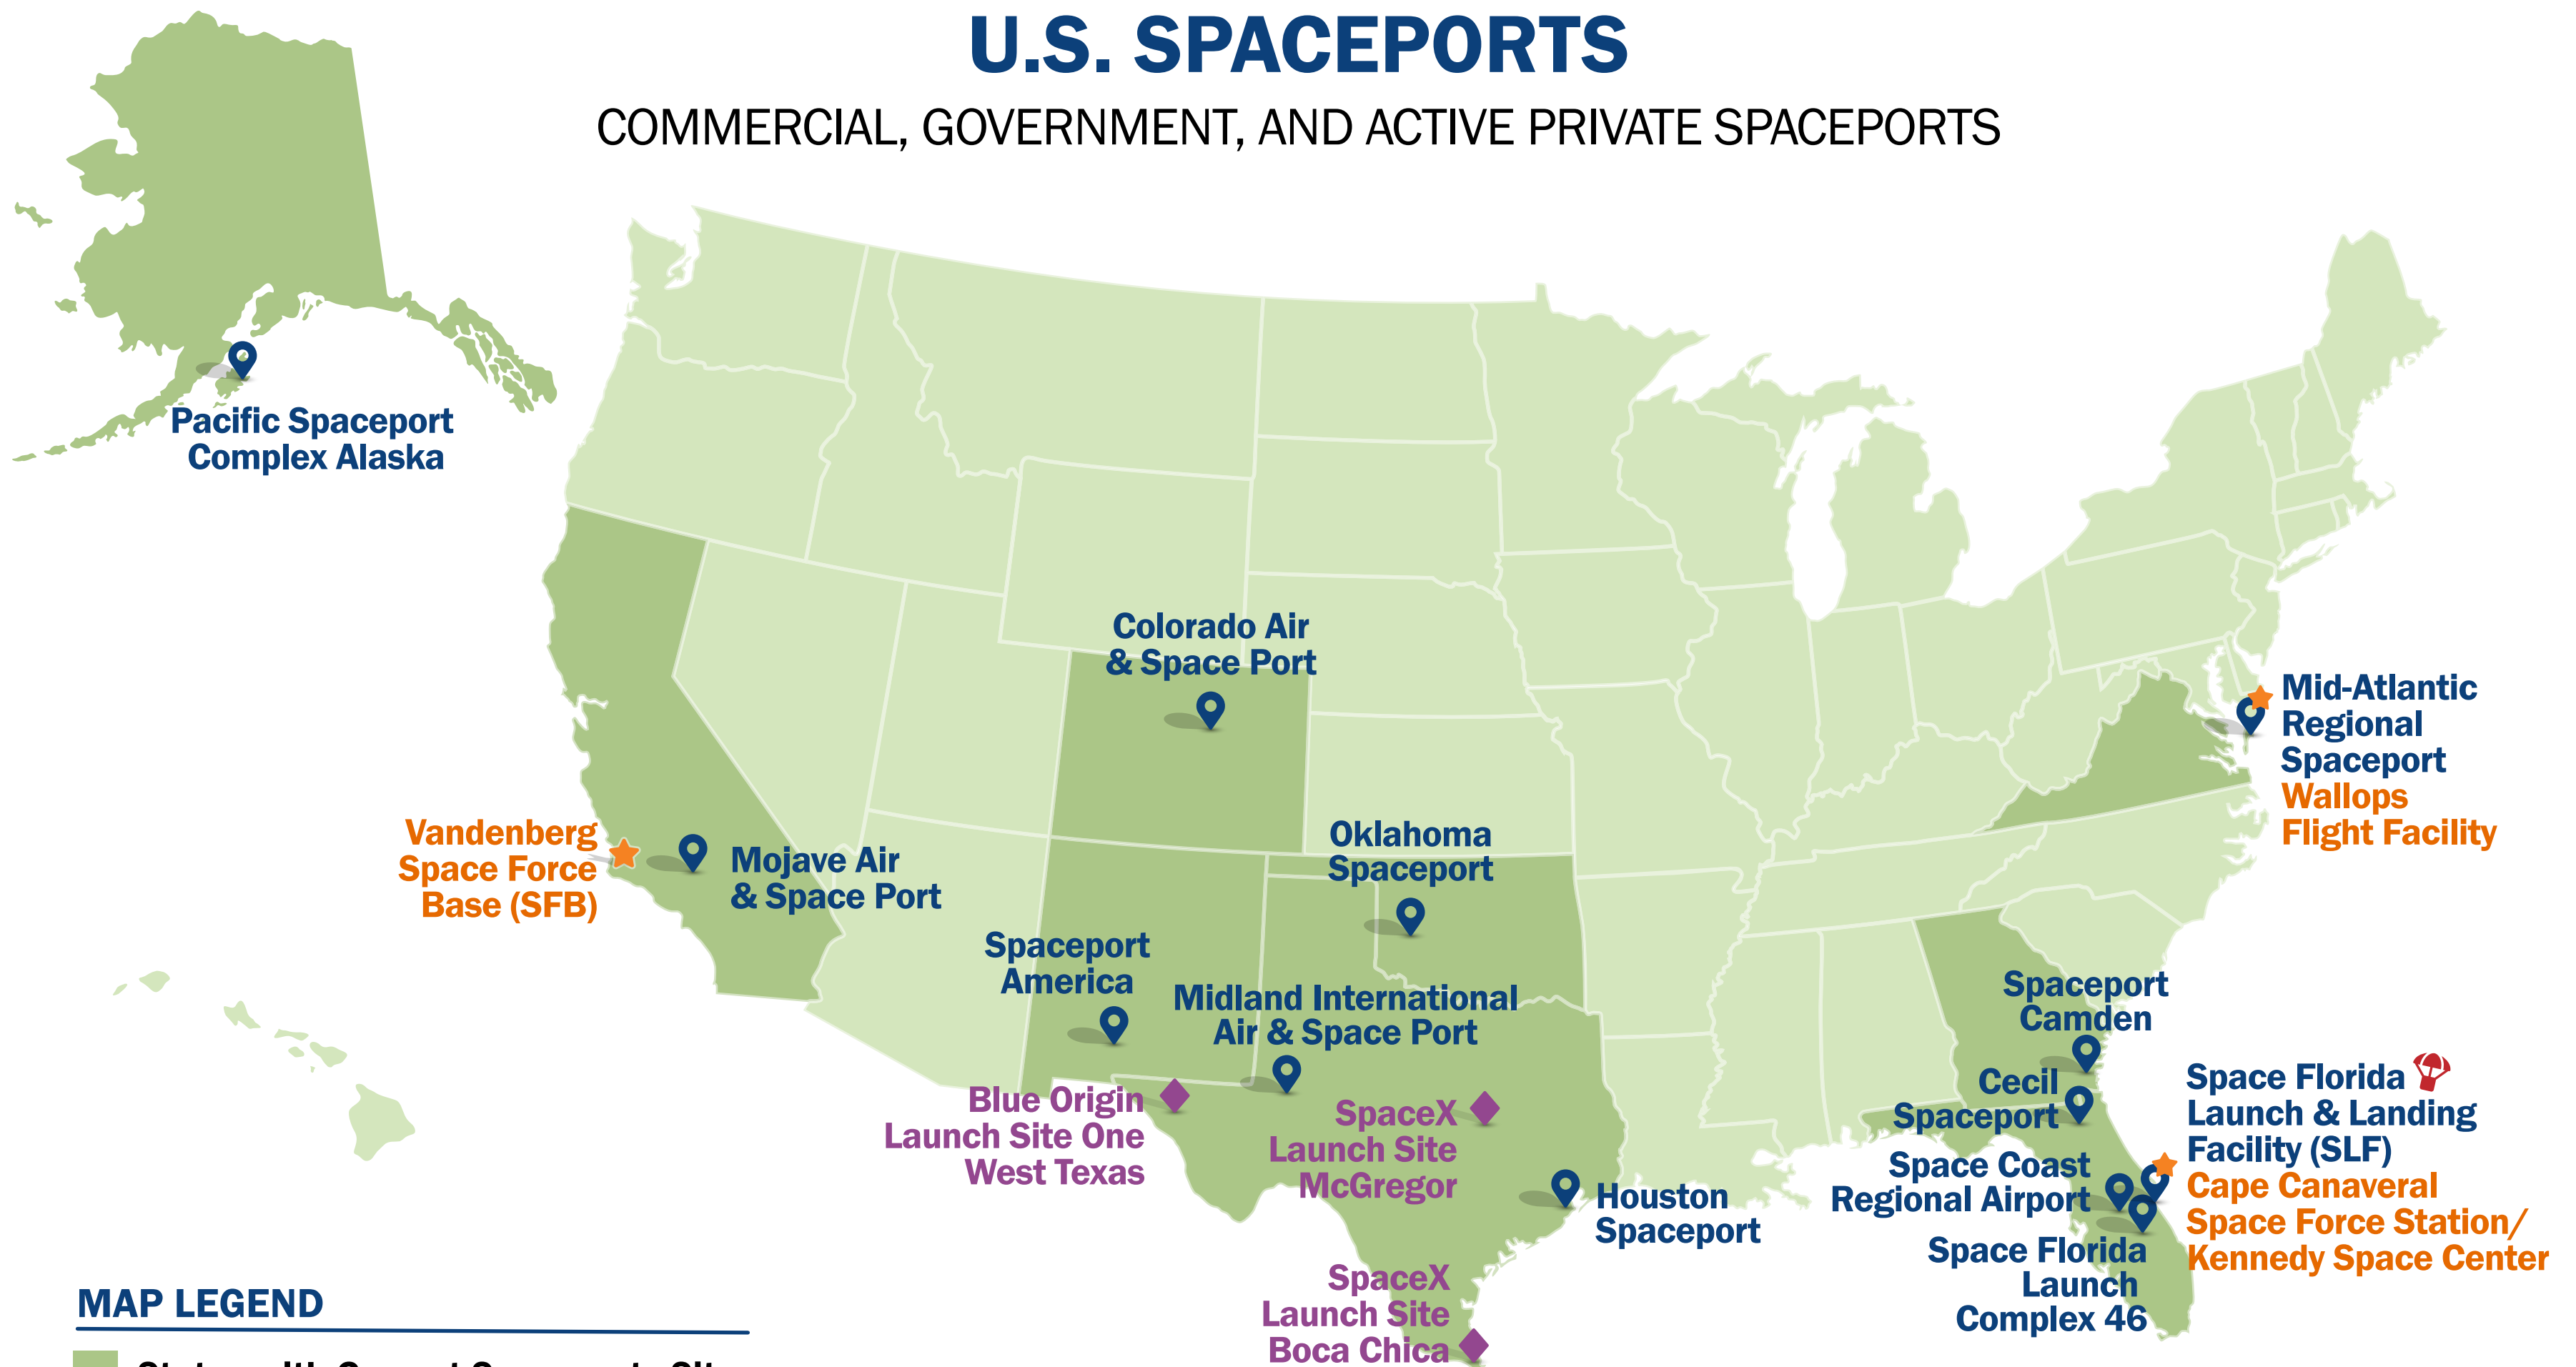 U.S. SPACEPORTS
COMMERCIAL, GOVERNMENT, AND ACTIVE PRIVATE SPACEPORTS
Pacific Spaceport
Complex Alaska
Colorado Air
& Space Port
Mid-Atlantic
Regional
Spaceport
Wallops
Flight Facility
Vandenberg
Space Force
Base (SFB)
Mojave Air
& Space Port
Oklahoma
Spaceport
Spaceport
America
Midland International
Air & Space Port
Spaceport
Camden
Cecil
Spaceport
Space Florida
Launch & Landing
Facility (SLF)
Cape Canaveral
Space Force Station/
Kennedy Space Center
Blue Origin
Launch Site One
West Texas
SpaceX
Launch Site
McGregor
Houston
Spaceport
Space Coast
Regional Airport
Space Florida
Launch
Complex 46
SpaceX
Launch Site
Boca Chica
MAP LEGEND